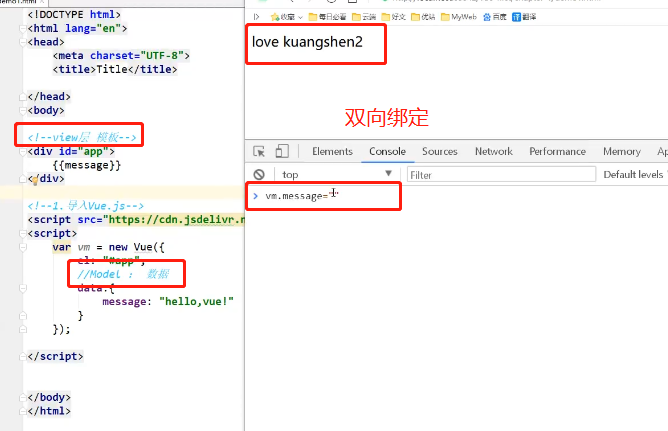 demo1.html
<!DOCTYPE html>
<html lang="en">
<head>
<meta charset="UTF-8">
<title>Title</title>
</head>
<body>
<!--view层 模板-->
<div id="app">
{{message}}
</div>
<!--1.导入Vue.js-->
<script src="https://cdn.jsdelivr.n
<script>
var vm = new Vue({
el: "#app",
//Model : 数据
data:{
message: "hello,vue!"
}
});
</script>
</body>
</html>
收藏
每日必看
云端
好文
优站
MyWeb
百度
翻译
love kuangshen2
双向绑定
Elements Console Sources Network Performance Memory A
top Filter Default levels
> vm.message=""